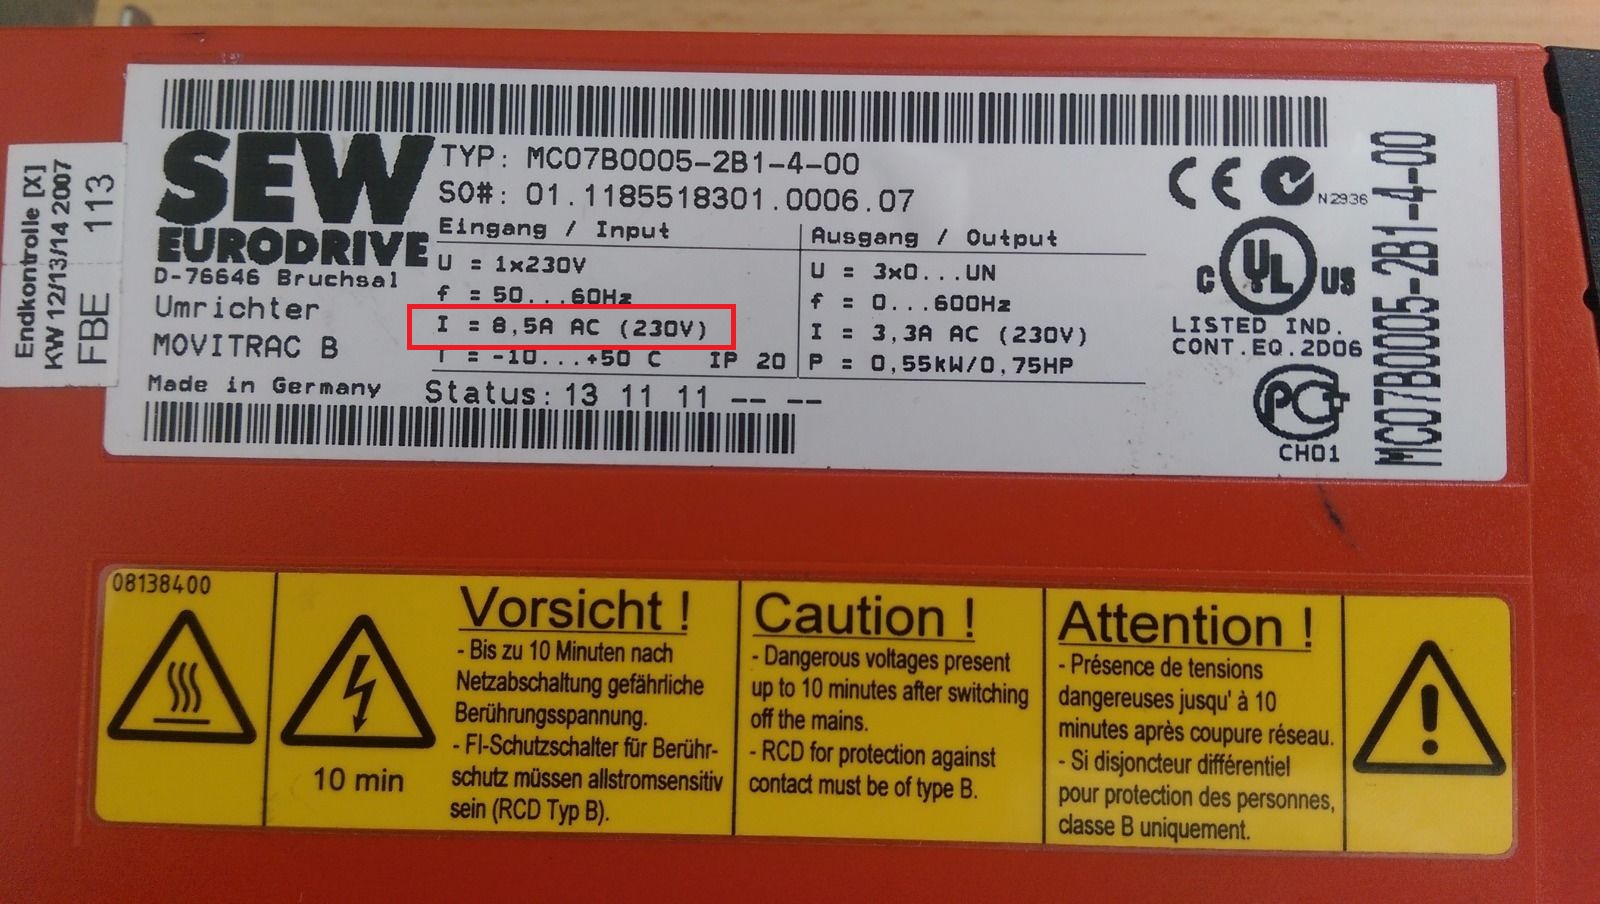 Endkontrolle [X]
KW 12/13/14 2007
FBE 113
SEW
EURODRIVE
D-76646 Bruchsal
Umrichter
MOVITRAC B
Made in Germany
TYP: MC07B0005-2B1-4-00
SO#: 01.1185518301.0006.07
Eingang / Input
U = 1x230V
f = 50...60Hz
I = 8,5A AC (230V)
T = -10...+50 C IP 20
Status: 13 11 11 -- --
Ausgang / Output
U = 3x0...UN
f = 0...600Hz
I = 3,3A AC (230V)
P = 0,55kW/0,75HP
CE
N2936
C UL US
LISTED IND.
CONT.EQ.2D06
PCT
CH01
MC07B0005-2B1-4-00
08138400
10 min
Vorsicht !
- Bis zu 10 Minuten nach
Netzabschaltung gefährliche
Berührungsspannung.
- FI-Schutzschalter für Berühr-
schutz müssen allstromsensitiv
sein (RCD Typ B).
Caution !
- Dangerous voltages present
up to 10 minutes after switching
off the mains.
- RCD for protection against
contact must be of type B.
Attention !
- Présence de tensions
dangereuses jusqu' à 10
minutes après coupure réseau.
- Si disjoncteur différentiel
pour protection des personnes,
classe B uniquement.